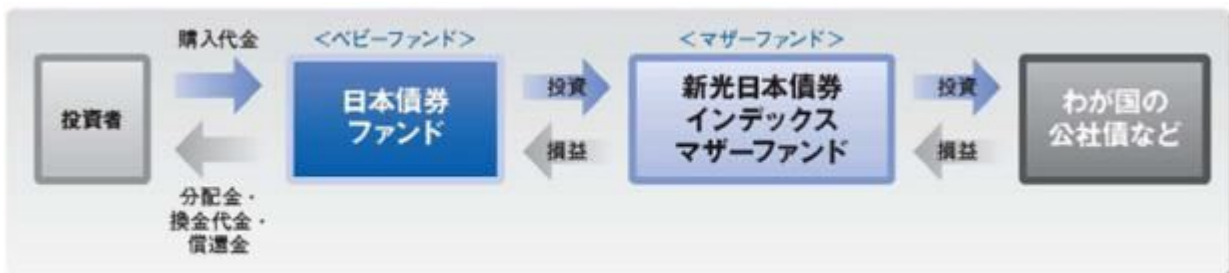 購入代金
<ベビーファンド>
<マザーファンド>
投資者
日本債券
ファンド
投資
損益
新光日本債券
インデックス
マザーファンド
投資
損益
わが国の
公社債など
分配金・
換金代金・
償還金